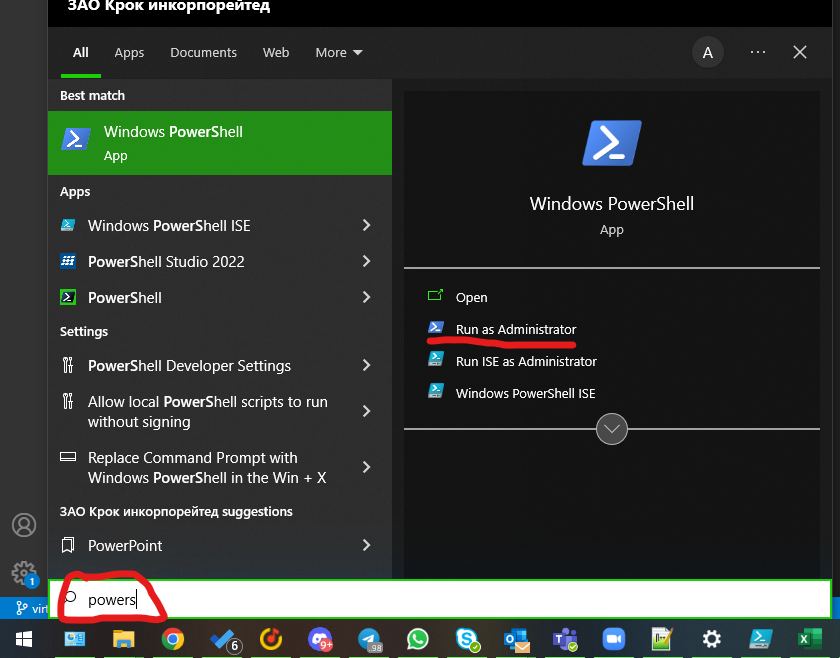 ЗАО Крок инкорпорейтед
All Apps Documents Web More A
Best match
Windows PowerShell
App
Apps
Windows PowerShell ISE
PowerShell Studio 2022
PowerShell
Settings
PowerShell Developer Settings
Allow local PowerShell scripts to run
without signing
Replace Command Prompt with
Windows PowerShell in the Win + X
ЗАО Крок инкорпорейтед suggestions
PowerPoint
Windows PowerShell
App
Open
Run as Administrator
Run ISE as Administrator
Windows PowerShell ISE
1
virt
powers
6 9+ .98